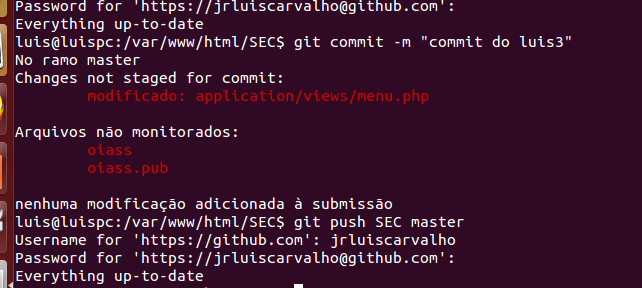 Password for 'https://jrluiscarvalho@github.com':
Everything up-to-date
luis@luispc:/var/www/html/SEC$ git commit -m "commit do luis3"
No ramo master
Changes not staged for commit:
modificado: application/views/menu.php
Arquivos não monitorados:
oiass
oiass.pub
nenhuma modificação adicionada à submissão
luis@luispc:/var/www/html/SEC$ git push SEC master
Username for 'https://github.com': jrluiscarvalho
Password for 'https://jrluiscarvalho@github.com':
Everything up-to-date